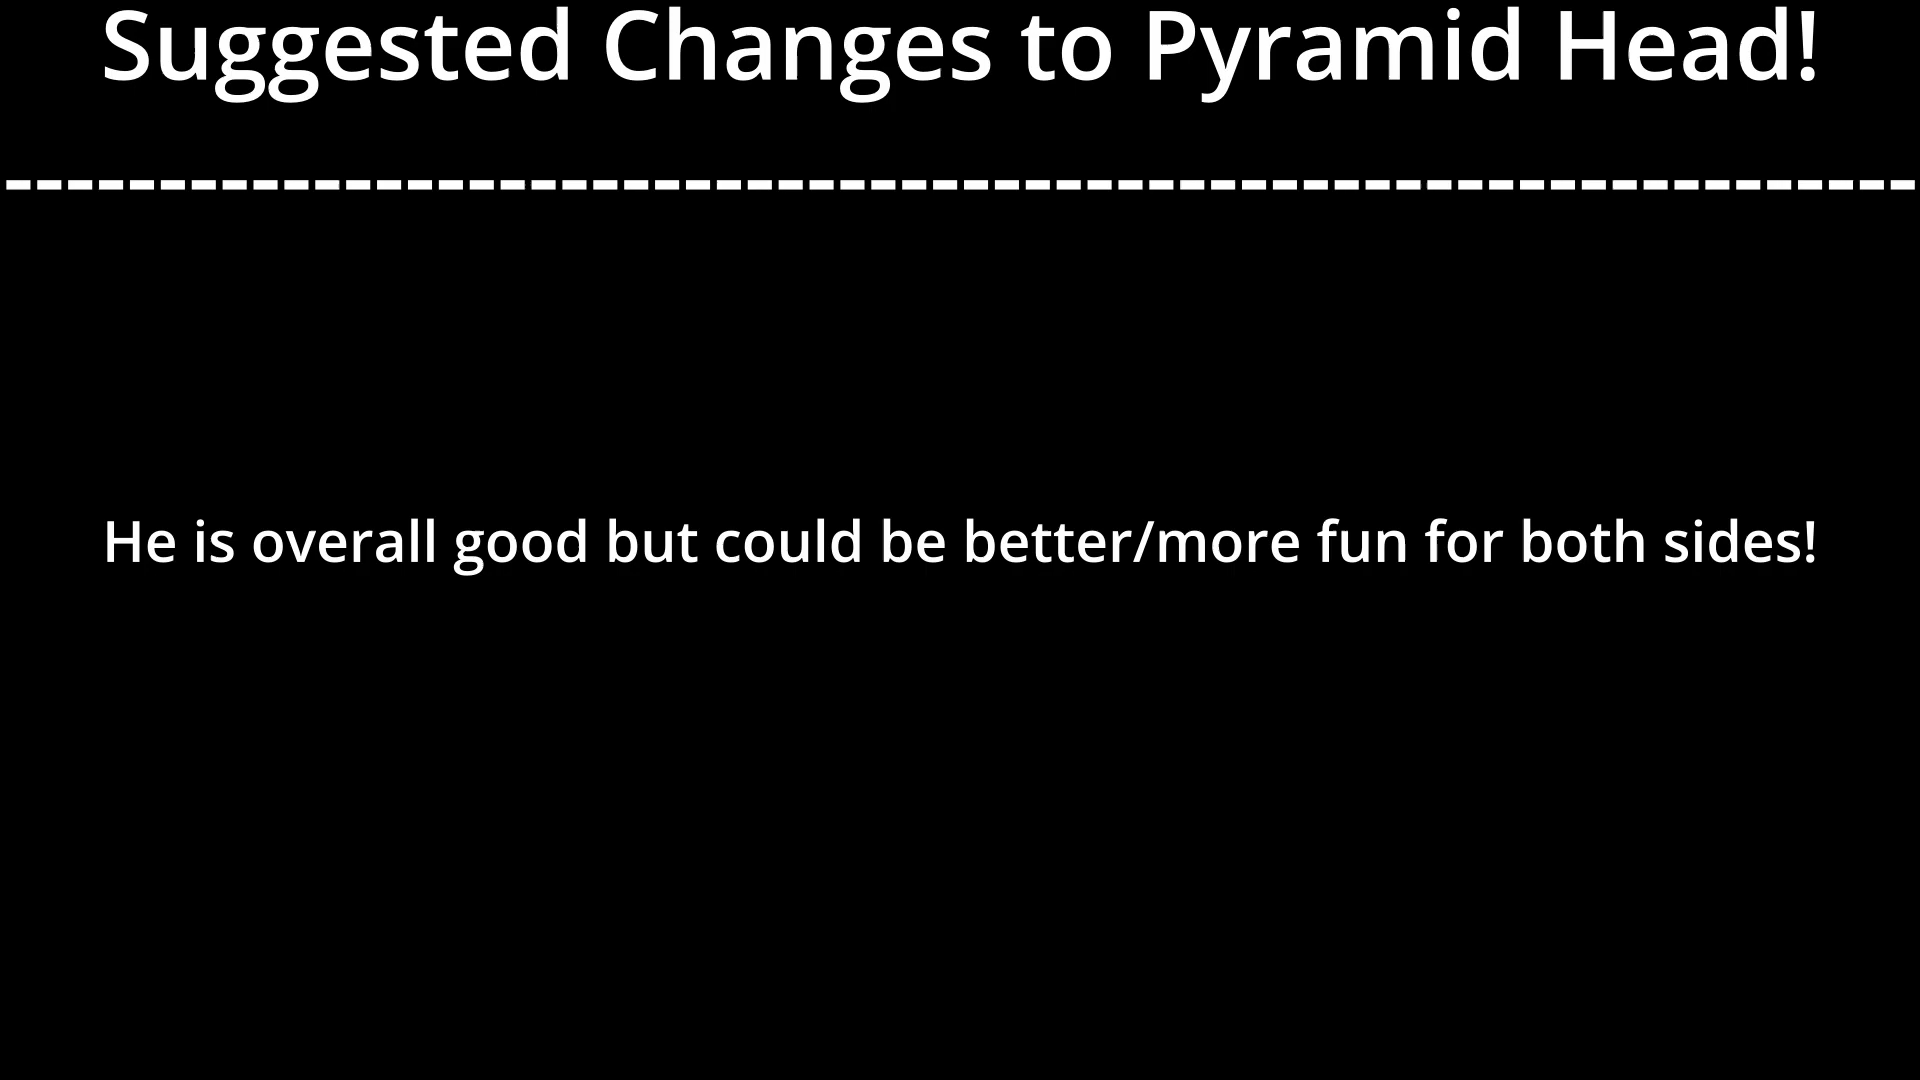 Suggested Changes to Pyramid Head!
He is overall good but could be better/more fun for both sides!